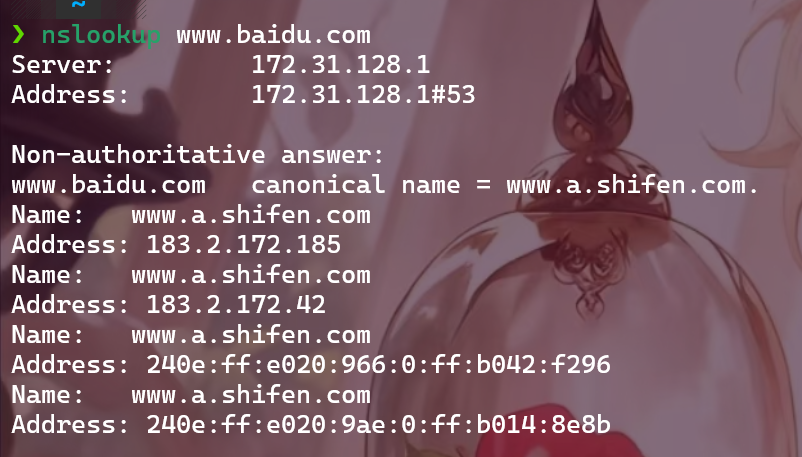 ~
❯ nslookup www.baidu.com
Server:         172.31.128.1
Address:        172.31.128.1#53

Non-authoritative answer:
www.baidu.com   canonical name = www.a.shifen.com.
Name:   www.a.shifen.com
Address: 183.2.172.185
Name:   www.a.shifen.com
Address: 183.2.172.42
Name:   www.a.shifen.com
Address: 240e:ff:e020:966:0:ff:b042:f296
Name:   www.a.shifen.com
Address: 240e:ff:e020:9ae:0:ff:b014:8e8b